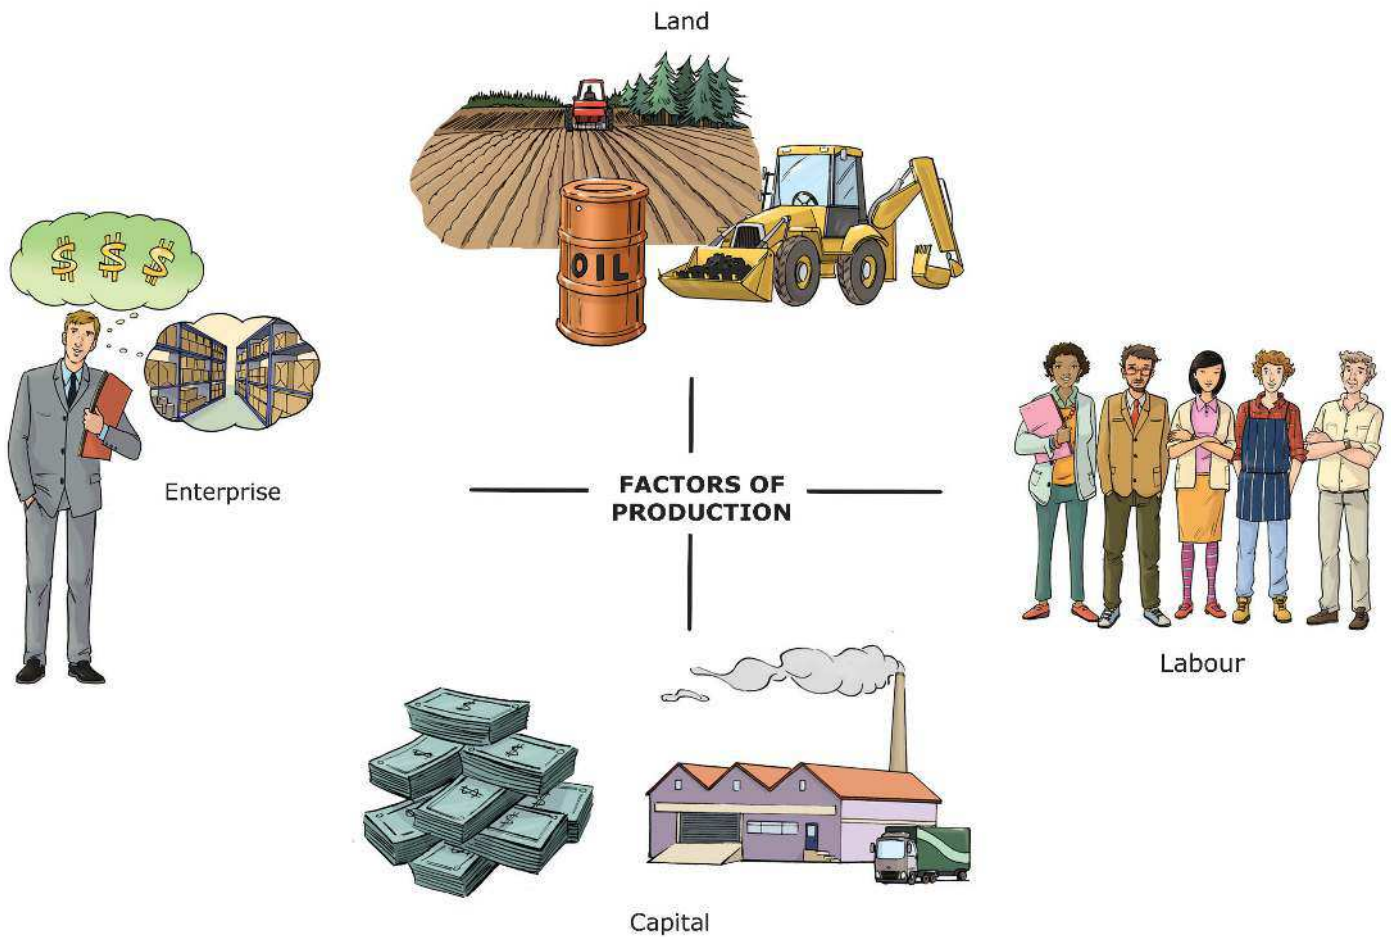 Land
$ $ $
OIL
Enterprise
FACTORS OF
PRODUCTION
Labour
$
$
$
$
$
Capital